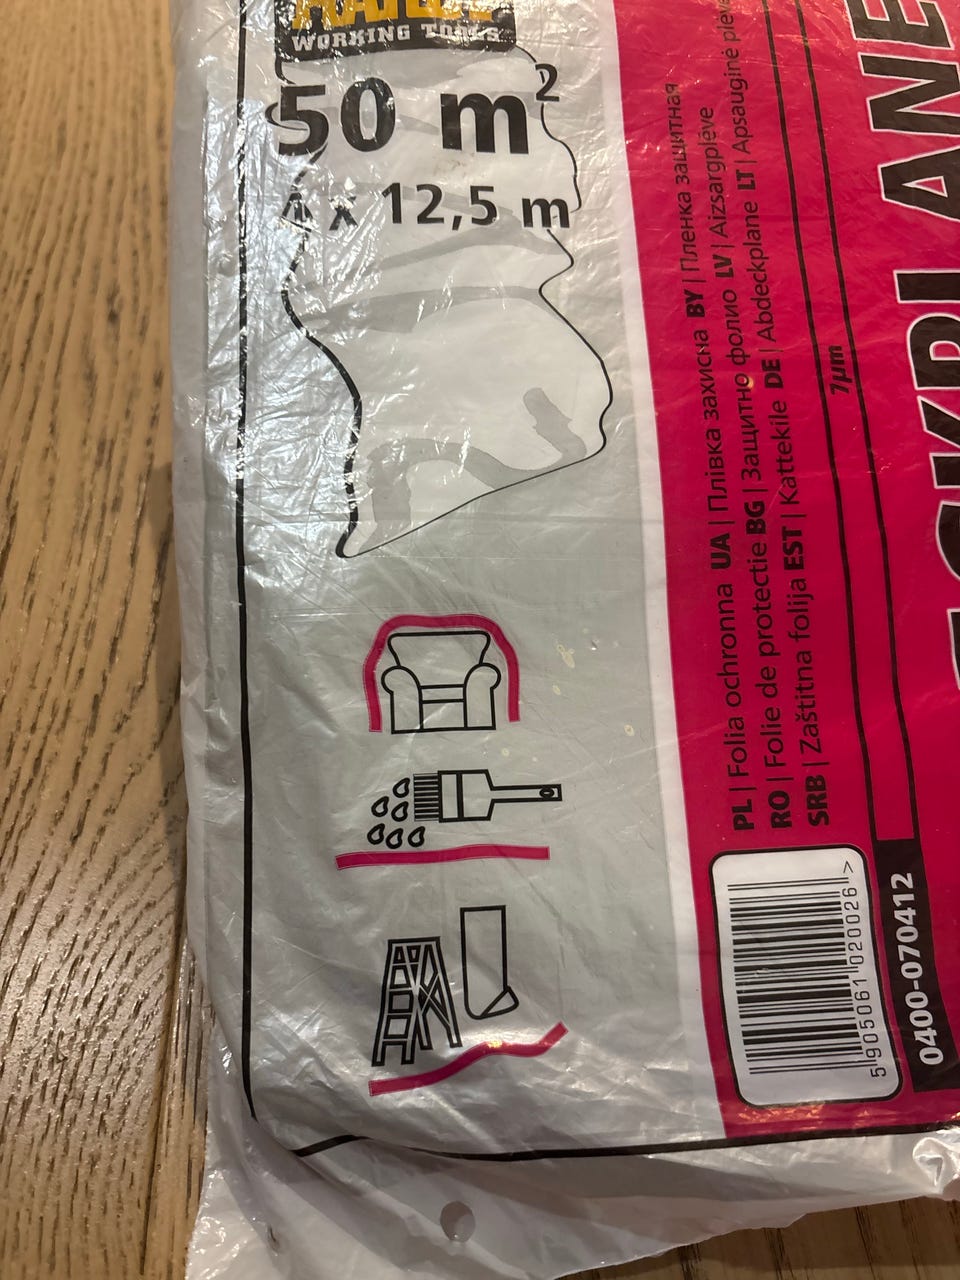 WORKING TOOLS
50 m²
4 x 12,5 m
PL | Folia ochronna UA | Плівка захисна BY | Пленка защитная
RO | Folie de protectie BG | Защитно фолио LV | Aizsargplēve
SRB | Zaštitna folija EST | Kattekile DE | Abdeckplane LT | Apsauginė
7µm
5 905061 020026 >
0400-070412